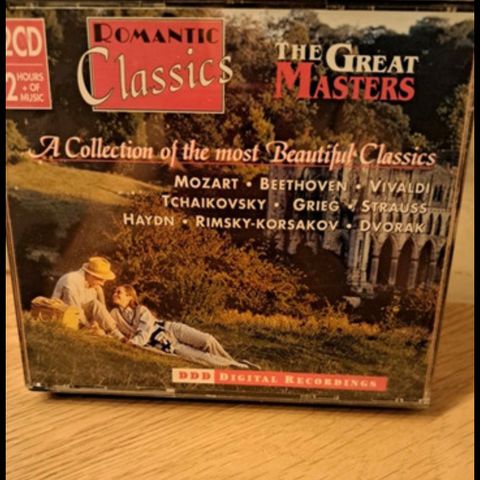 2CD
2 HOURS
+ OF
MUSIC
ROMANTIC
Classics
THE GREAT
MASTERS
A Collection of the most Beautiful Classics
MOZART • BEETHOVEN • VIVALDI
TCHAIKOVSKY • GRIEG • STRAUSS
HAYDN • RIMSKY-KORSAKOV • DVORAK
DDD DIGITAL RECORDINGS